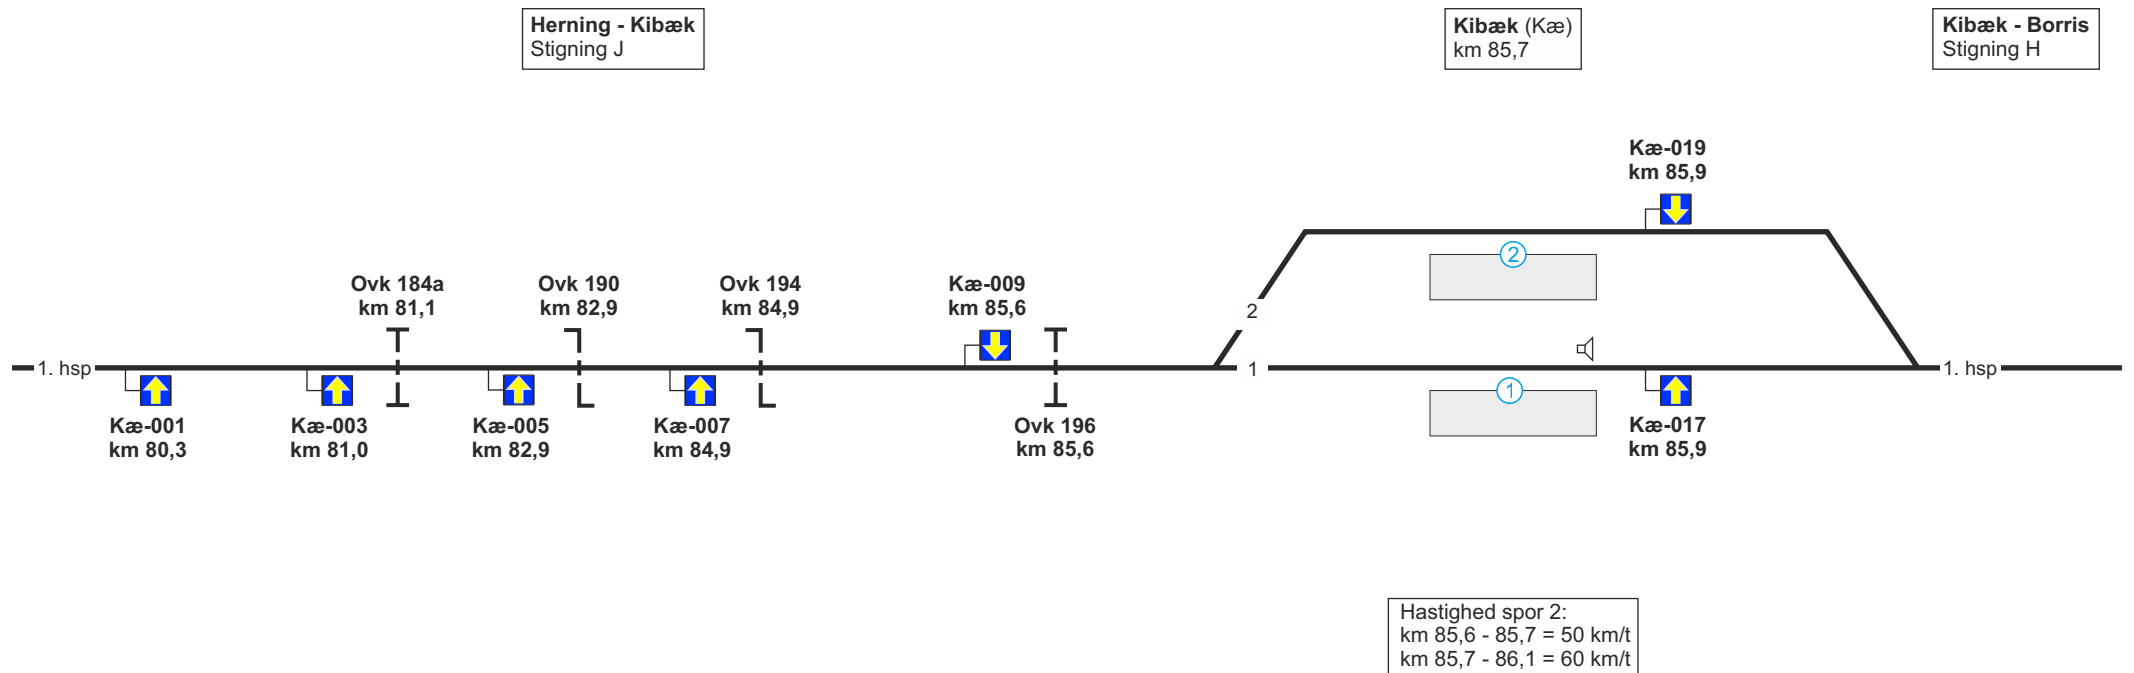 Herning - Kibæk
Stigning J
Kibæk (Kæ)
km 85,7
Kibæk - Borris
Stigning H
Kæ-019
km 85,9
2
Ovk 184a
km 81,1
Ovk 190
km 82,9
Ovk 194
km 84,9
Kæ-009
km 85,6
2
1. hsp
1
1. hsp
1
Kæ-001
km 80,3
Kæ-003
km 81,0
Kæ-005
km 82,9
Kæ-007
km 84,9
Ovk 196
km 85,6
Kæ-017
km 85,9
Hastighed spor 2:
km 85,6 - 85,7 = 50 km/t
km 85,7 - 86,1 = 60 km/t